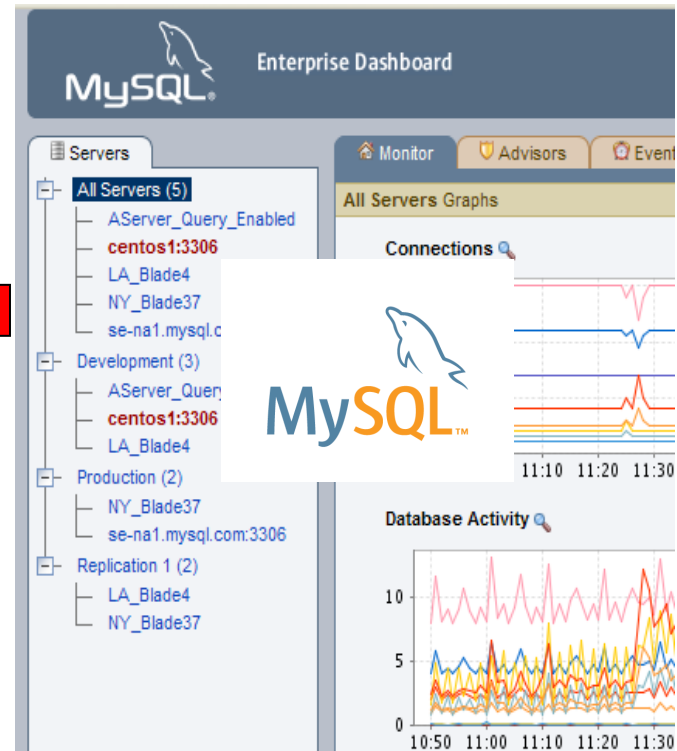 MySQL®
Enterprise Dashboard
Servers
All Servers (5)
AServer_Query_Enabled
centos1:3306
LA_Blade4
NY_Blade37
se-na1.mysql.c
Development (3)
AServer_Query
centos1:3306
LA_Blade4
Production (2)
NY_Blade37
se-na1.mysql.com:3306
Replication 1 (2)
LA_Blade4
NY_Blade37
Monitor
Advisors
Event
All Servers Graphs
Connections
MySQL™
11:10 11:20 11:30
Database Activity
10
5
0
10:50 11:00 11:10 11:20 11:30